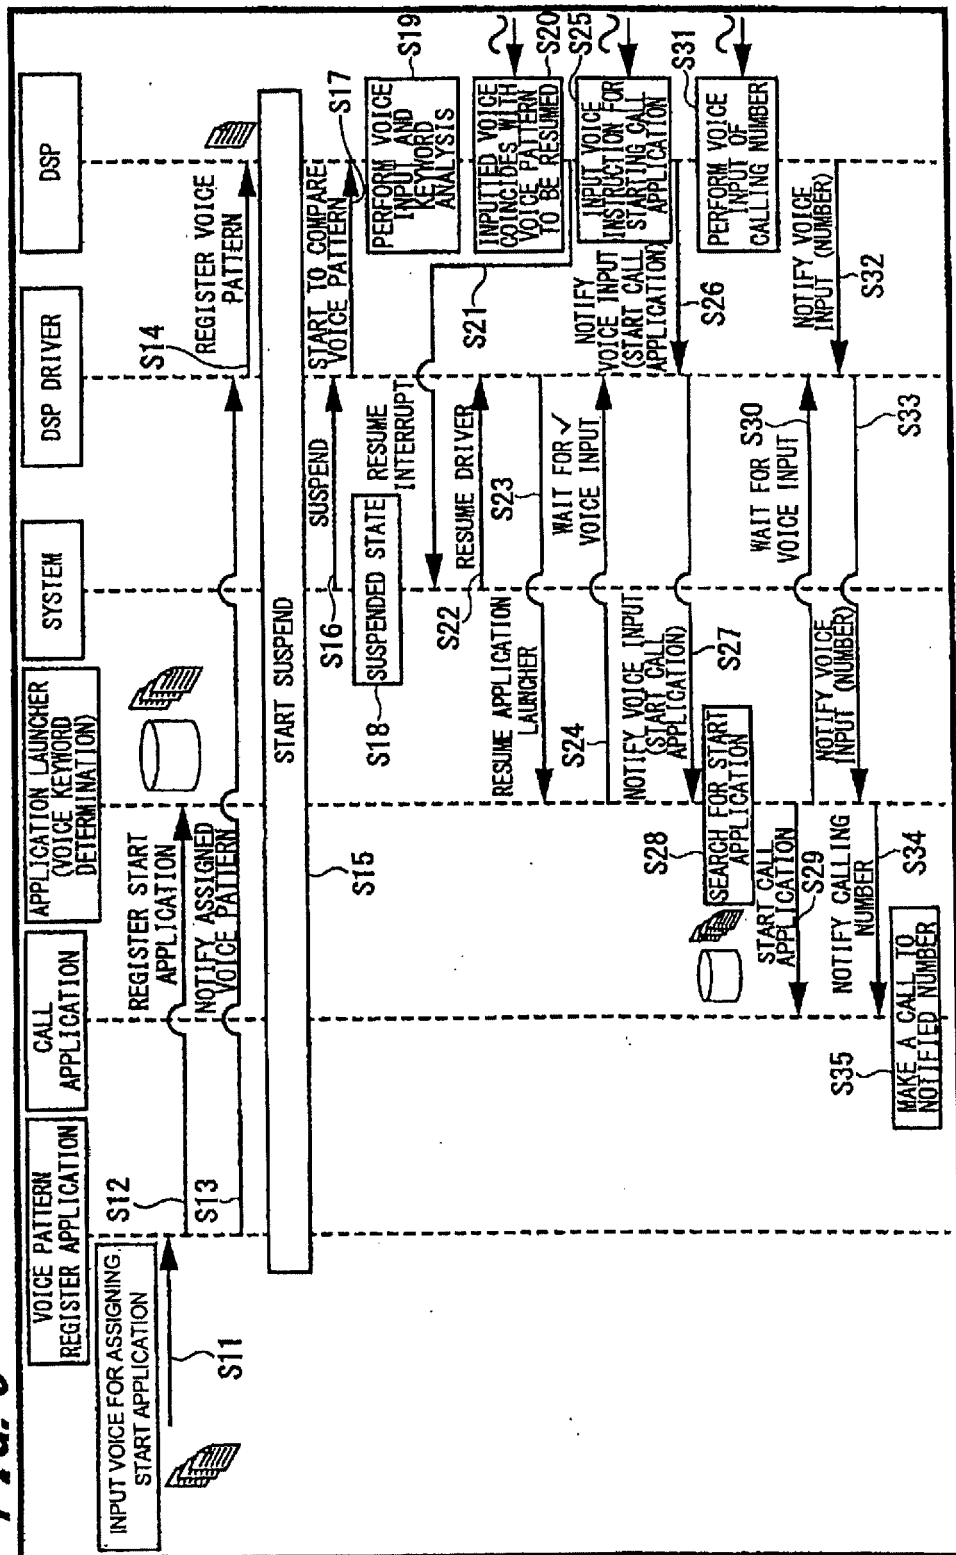 VOICE PATTERN
REGISTER APPLICATION
CALL
APPLICATION
APPLICATION LAUNCHER
(VOICE KEYWORD
DETERMINATION)
SYSTEM
DSP DRIVER
DSP
INPUT VOICE FOR ASSIGNING
START APPLICATION
S11
S12
REGISTER START
APPLICATION
S13
NOTIFY ASSIGNED
VOICE PATTERN
S14
REGISTER VOICE
PATTERN
START SUSPEND
S15
S16
SUSPEND
START TO COMPARE
VOICE PATTERN
S17
SUSPENDED STATE
S18
PERFORM VOICE
INPUT AND
KEYWORD
ANALYSIS
S19
RESUME
INTERRUPT
INPUTTED VOICE
COINCIDES WITH
VOICE PATTERN
TO BE RESUMED
S20
S21
S22
RESUME DRIVER
RESUME APPLICATION
LAUNCHER
S23
S24
WAIT FOR
VOICE INPUT
INPUT VOICE
INSTRUCTION FOR
STARTING CALL
APPLICATION
S25
NOTIFY
VOICE INPUT
(START CALL
APPLICATION)
S26
NOTIFY VOICE INPUT
(START CALL
APPLICATION)
S27
SEARCH FOR START
APPLICATION
S28
START CALL
APPLICATION
S29
WAIT FOR
VOICE INPUT
S30
PERFORM VOICE
INPUT OF
CALLING NUMBER
S31
NOTIFY VOICE
INPUT (NUMBER)
S32
NOTIFY VOICE
INPUT (NUMBER)
S33
NOTIFY CALLING
NUMBER
S34
MAKE A CALL TO
NOTIFIED NUMBER
S35